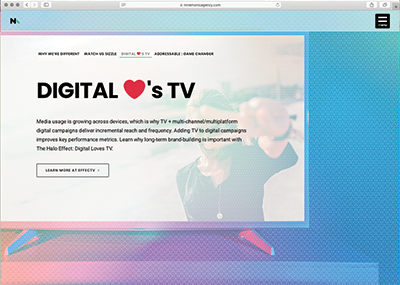 mnemonicagency.com
N
MENU
WHY WE'RE DIFFERENT WATCH US SIZZLE DIGITAL ❤'S TV ADDRESSABLE : GAME CHANGER
DIGITAL ❤'s TV
Media usage is growing across devices, which is why TV + multi-channel/multiplatform
digital campaigns deliver incremental reach and frequency. Adding TV to digital campaigns
improves key performance metrics. Learn why long-term brand-building is important with
The Halo Effect: Digital Loves TV.
LEARN MORE AT EFFECTV >